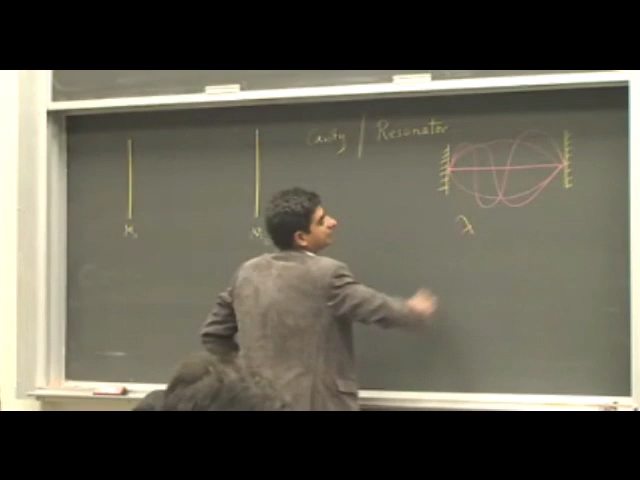 Cavity / Resonator
M₁
λ